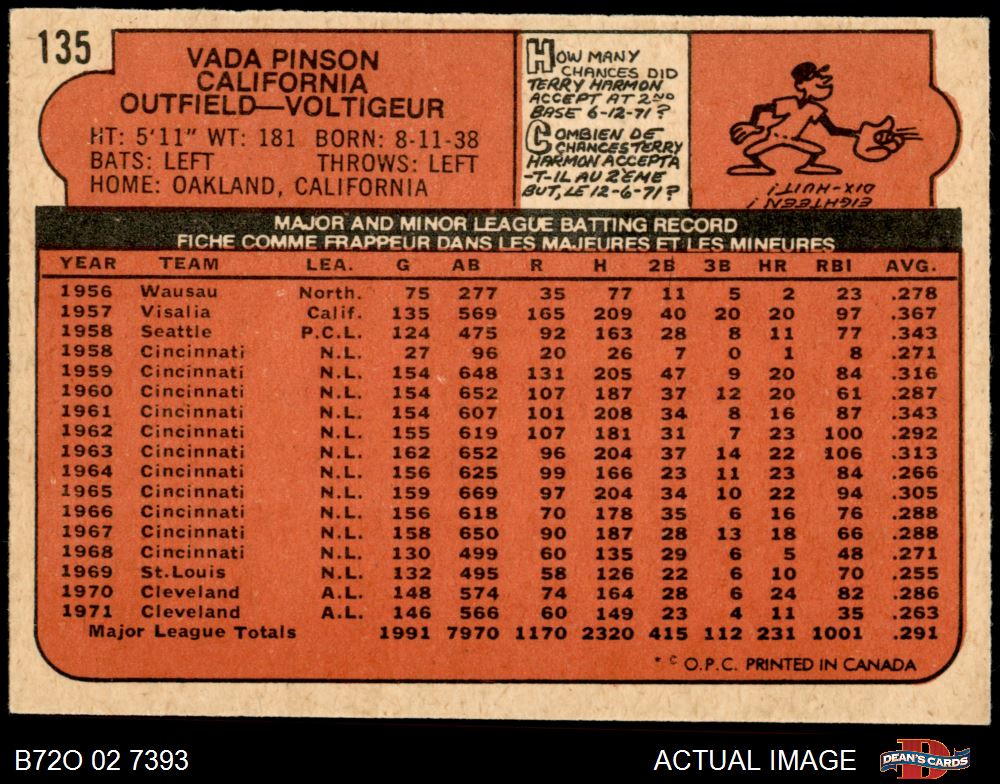 135
VADA PINSON
CALIFORNIA
OUTFIELD—VOLTIGEUR
HT: 5'11" WT: 181 BORN: 8-11-38
BATS: LEFT THROWS: LEFT
HOME: OAKLAND, CALIFORNIA
HOW MANY
CHANCES DID
TERRY HARMON
ACCEPT AT 2ND
BASE 6-12-71?
COMBIEN DE
CHANCES TERRY
HARMON ACCEPTA
-T-IL AU 2EME
BUT, LE 12-6-71?
EIGHTEEN!
DIX-HUIT!
MAJOR AND MINOR LEAGUE BATTING RECORD
FICHE COMME FRAPPEUR DANS LES MAJEURES ET LES MINEURES
YEAR TEAM LEA. G AB R H 2B 3B HR RBI AVG.
1956 Wausau North. 75 277 35 77 11 5 2 23 .278
1957 Visalia Calif. 135 569 165 209 40 20 20 97 .367
1958 Seattle P.C.L. 124 475 92 163 28 8 11 77 .343
1958 Cincinnati N.L. 27 96 20 26 7 0 1 8 .271
1959 Cincinnati N.L. 154 648 131 205 47 9 20 84 .316
1960 Cincinnati N.L. 154 652 107 187 37 12 20 61 .287
1961 Cincinnati N.L. 154 607 101 208 34 8 16 87 .343
1962 Cincinnati N.L. 155 619 107 181 31 7 23 100 .292
1963 Cincinnati N.L. 162 652 96 204 37 14 22 106 .313
1964 Cincinnati N.L. 156 625 99 166 23 11 23 84 .266
1965 Cincinnati N.L. 159 669 97 204 34 10 22 94 .305
1966 Cincinnati N.L. 156 618 70 178 35 6 16 76 .288
1967 Cincinnati N.L. 158 650 90 187 28 13 18 66 .288
1968 Cincinnati N.L. 130 499 60 135 29 6 5 48 .271
1969 St.Louis N.L. 132 495 58 126 22 6 10 70 .255
1970 Cleveland A.L. 148 574 74 164 28 6 24 82 .286
1971 Cleveland A.L. 146 566 60 149 23 4 11 35 .263
Major League Totals 1991 7970 1170 2320 415 112 231 1001 .291
* © O.P.C. PRINTED IN CANADA
B72O 02 7393
ACTUAL IMAGE
D
DEAN'S CARDS